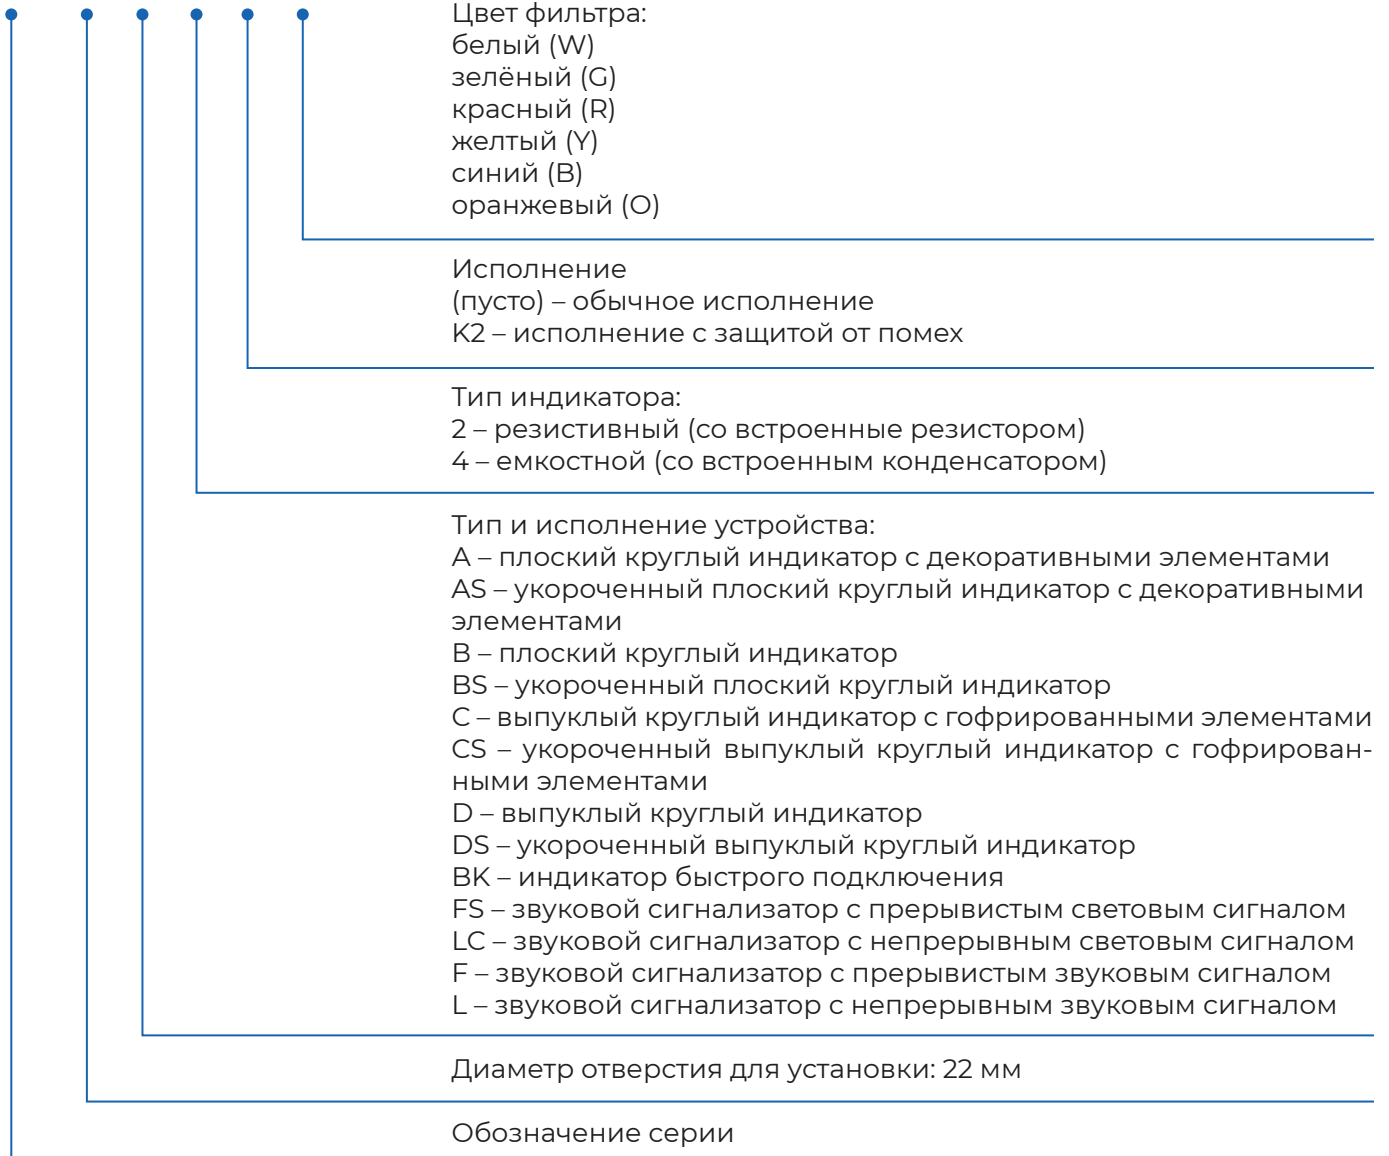 Цвет фильтра:
белый (W)
зелёный (G)
красный (R)
желтый (Y)
синий (B)
оранжевый (O)
Исполнение
(пусто) – обычное исполнение
K2 – исполнение с защитой от помех
Тип индикатора:
2 – резистивный (со встроенные резистором)
4 – емкостной (со встроенным конденсатором)
Тип и исполнение устройства:
A – плоский круглый индикатор с декоративными элементами
AS – укороченный плоский круглый индикатор с декоративными
элементами
B – плоский круглый индикатор
BS – укороченный плоский круглый индикатор
C – выпуклый круглый индикатор с гофрированными элементами
CS – укороченный выпуклый круглый индикатор с гофрирован-
ными элементами
D – выпуклый круглый индикатор
DS – укороченный выпуклый круглый индикатор
BK – индикатор быстрого подключения
FS – звуковой сигнализатор с прерывистым световым сигналом
LC – звуковой сигнализатор с непрерывным световым сигналом
F – звуковой сигнализатор с прерывистым звуковым сигналом
L – звуковой сигнализатор с непрерывным звуковым сигналом
Диаметр отверстия для установки: 22 мм
Обозначение серии